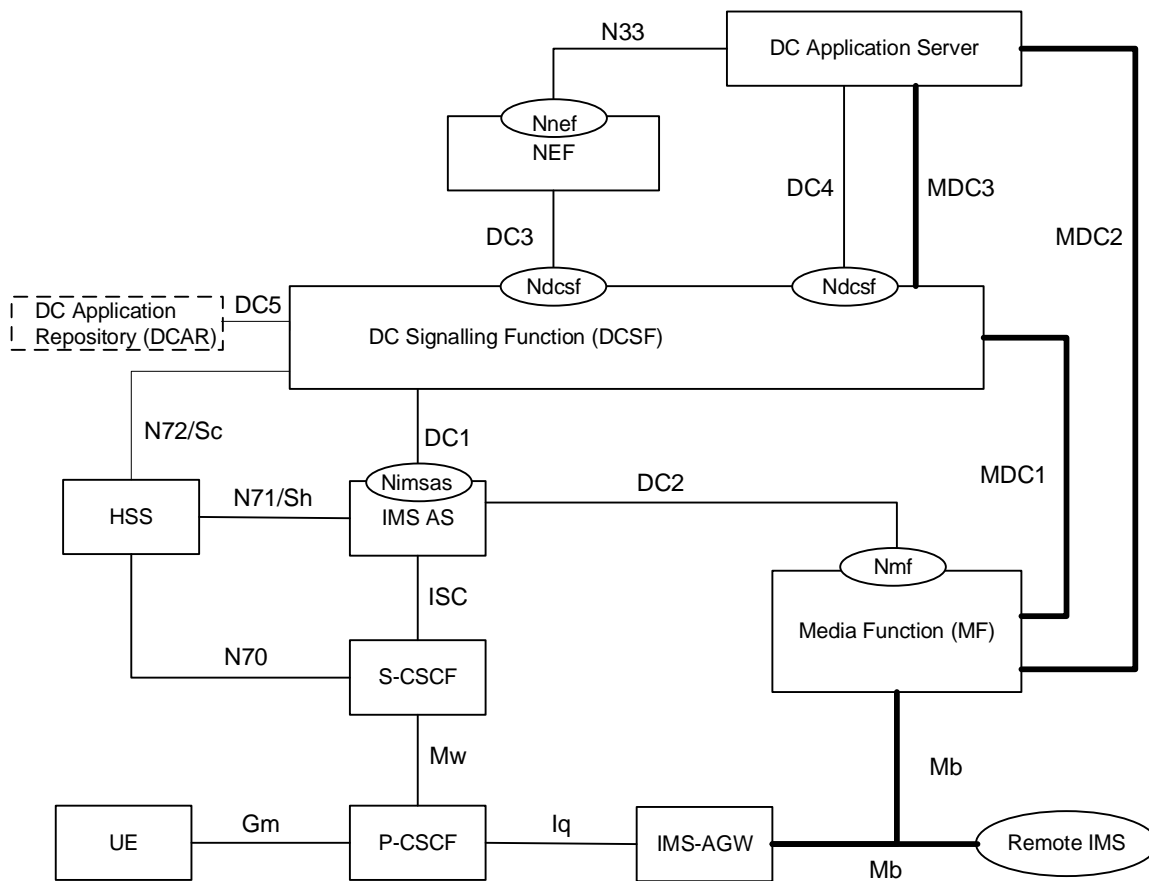 N33
DC Application Server
Nnef
NEF
DC4
MDC3
MDC2
DC3
Ndcsf
Ndcsf
DC5
DC Application
Repository (DCAR)
DC Signalling Function (DCSF)
N72/Sc
DC1
MDC1
Nimsas
DC2
N71/Sh
HSS
IMS AS
Nmf
ISC
Media Function (MF)
N70
S-CSCF
Mw
Mb
Gm
Iq
UE
P-CSCF
IMS-AGW
Remote IMS
Mb